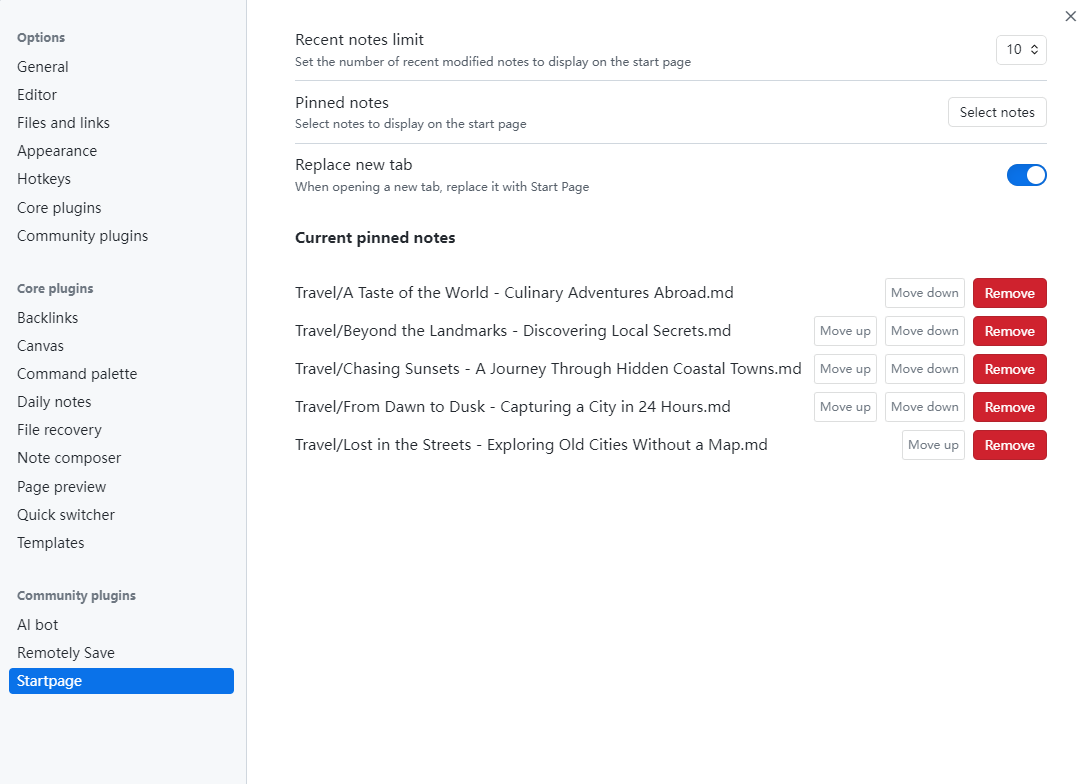 Options
General
Editor
Files and links
Appearance
Hotkeys
Core plugins
Community plugins
Core plugins
Backlinks
Canvas
Command palette
Daily notes
File recovery
Note composer
Page preview
Quick switcher
Templates
Community plugins
AI bot
Remotely Save
Startpage
Recent notes limit
Set the number of recent modified notes to display on the start page
10
Pinned notes
Select notes to display on the start page
Select notes
Replace new tab
When opening a new tab, replace it with Start Page
Current pinned notes
Travel/A Taste of the World - Culinary Adventures Abroad.md Move down Remove
Travel/Beyond the Landmarks - Discovering Local Secrets.md Move up Move down Remove
Travel/Chasing Sunsets - A Journey Through Hidden Coastal Towns.md Move up Move down Remove
Travel/From Dawn to Dusk - Capturing a City in 24 Hours.md Move up Move down Remove
Travel/Lost in the Streets - Exploring Old Cities Without a Map.md Move up Remove